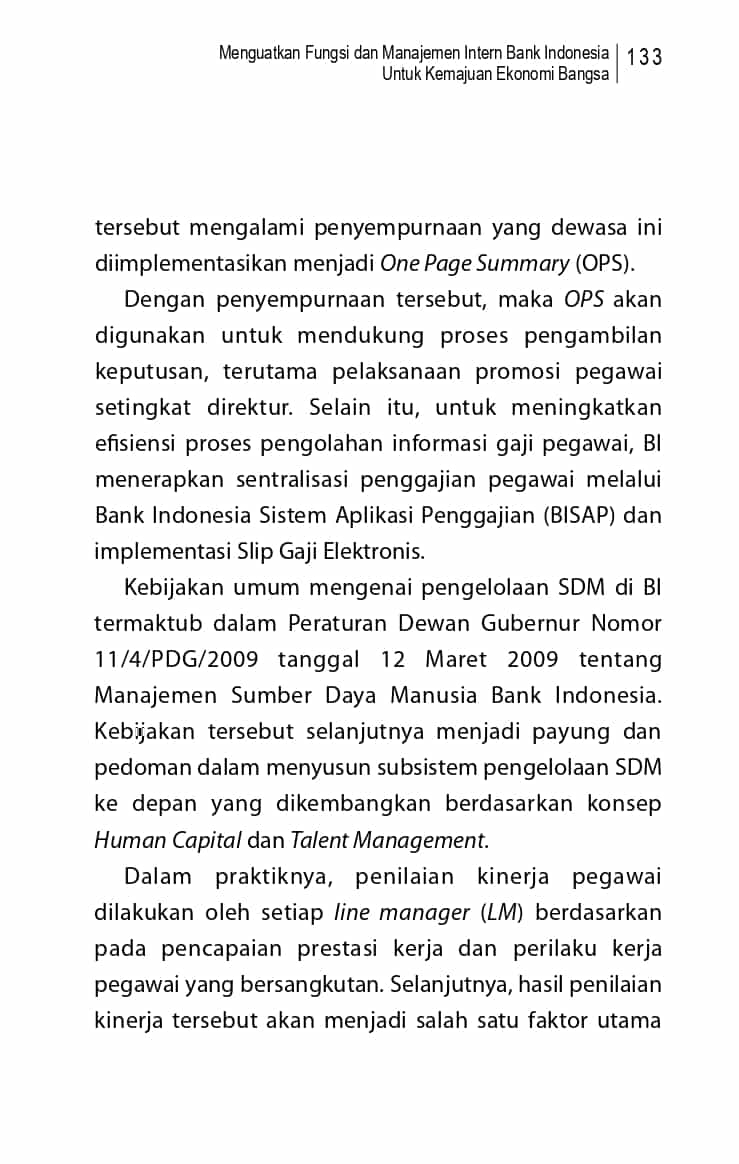 Menguatkan Fungsi dan Manajemen Intern Bank Indonesia
Untuk Kemajuan Ekonomi Bangsa
133
tersebut mengalami penyempurnaan yang dewasa ini
diimplementasikan menjadi One Page Summary (OPS).
Dengan penyempurnaan tersebut, maka OPS akan
digunakan untuk mendukung proses pengambilan
keputusan, terutama pelaksanaan promosi pegawai
setingkat direktur. Selain itu, untuk meningkatkan
efisiensi proses pengolahan informasi gaji pegawai, BI
menerapkan sentralisasi penggajian pegawai melalui
Bank Indonesia Sistem Aplikasi Penggajian (BISAP) dan
implementasi Slip Gaji Elektronis.
Kebijakan umum mengenai pengelolaan SDM di BI
termaktub dalam Peraturan Dewan Gubernur Nomor
11/4/PDG/2009 tanggal 12 Maret 2009 tentang
Manajemen Sumber Daya Manusia Bank Indonesia.
Kebijakan tersebut selanjutnya menjadi payung dan
pedoman dalam menyusun subsistem pengelolaan SDM
ke depan yang dikembangkan berdasarkan konsep
Human Capital dan Talent Management.
Dalam praktiknya, penilaian kinerja pegawai
dilakukan oleh setiap line manager (LM) berdasarkan
pada pencapaian prestasi kerja dan perilaku kerja
pegawai yang bersangkutan. Selanjutnya, hasil penilaian
kinerja tersebut akan menjadi salah satu faktor utama